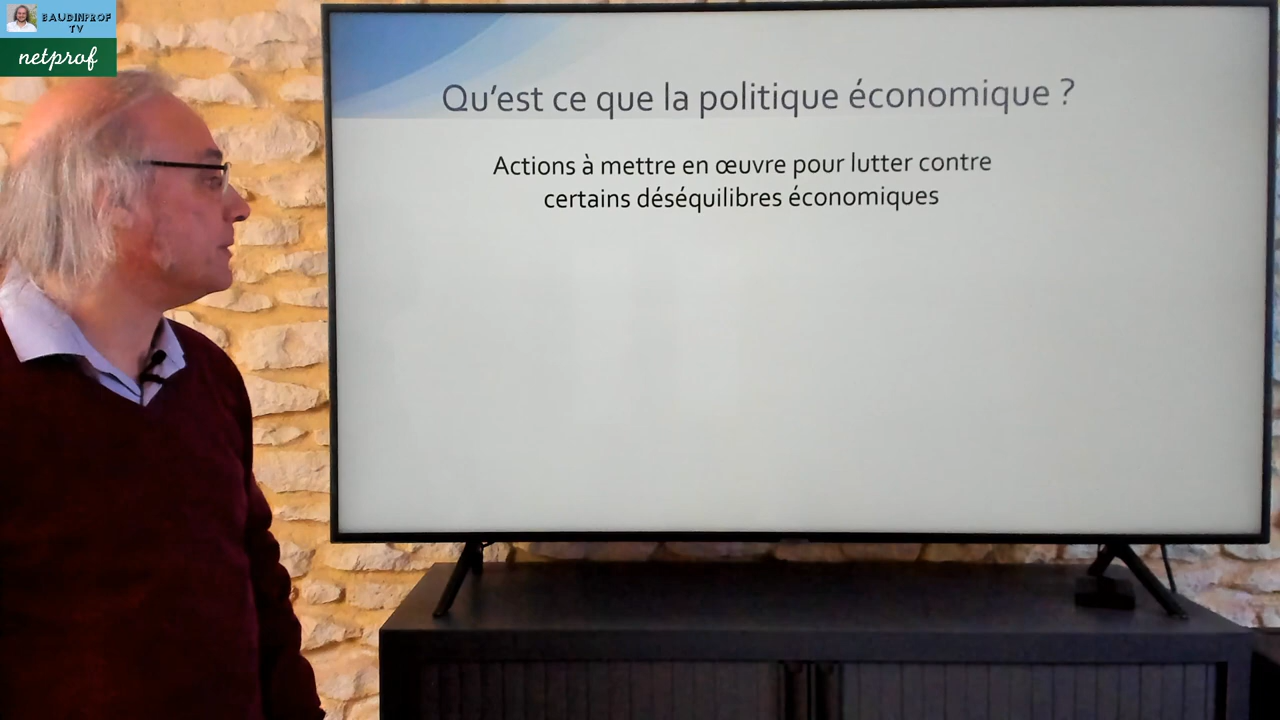 BAUDINPROF
TV
netprof
Qu'est ce que la politique économique ?
Actions à mettre en œuvre pour lutter contre
certains déséquilibres économiques